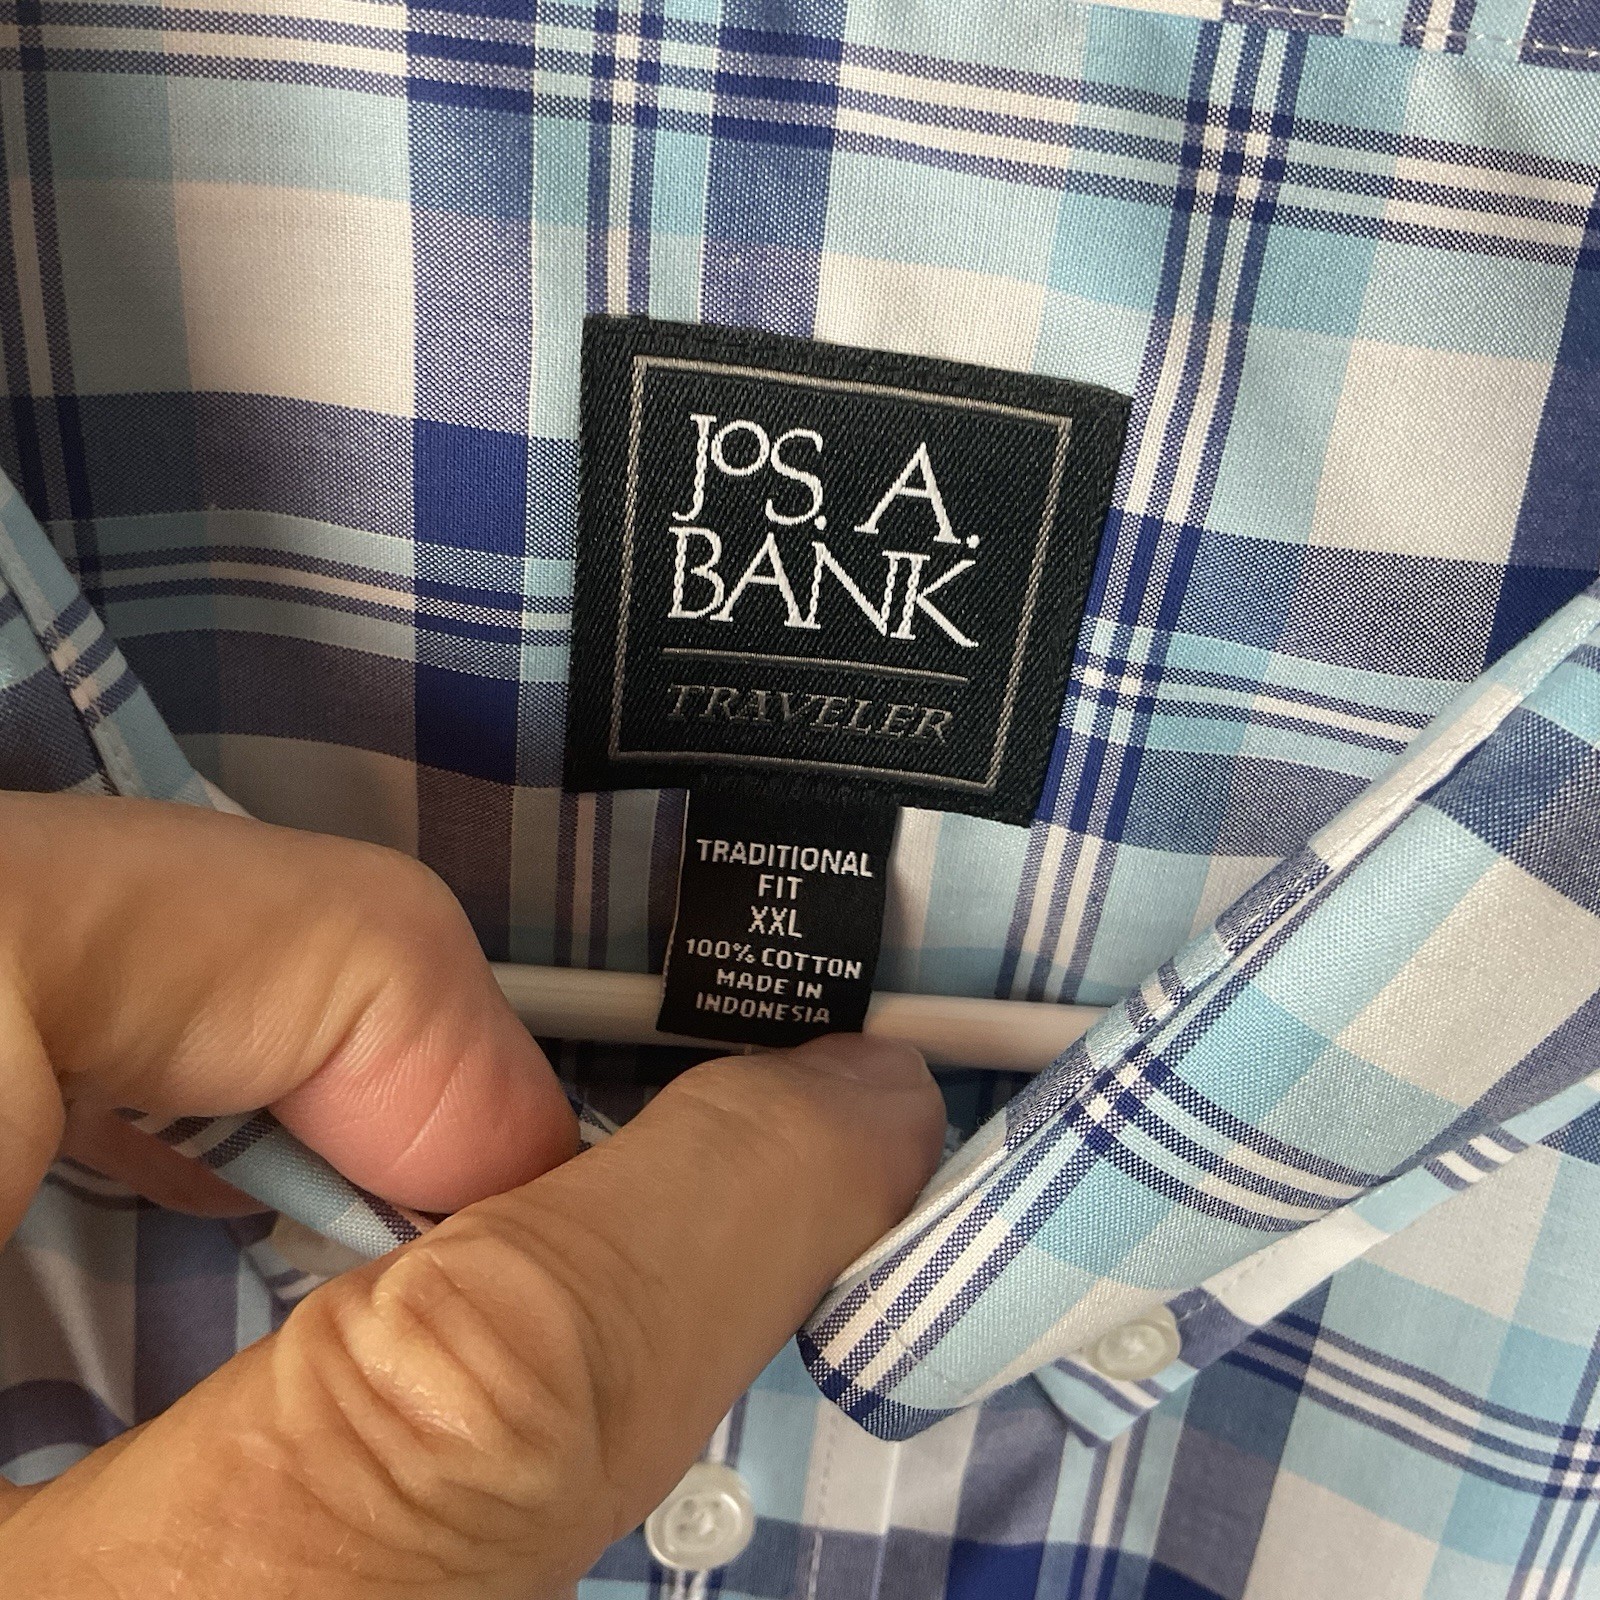 JOS. A.
BANK
TRAVELER
TRADITIONAL
FIT
XXL
100% COTTON
MADE IN
INDONESIA